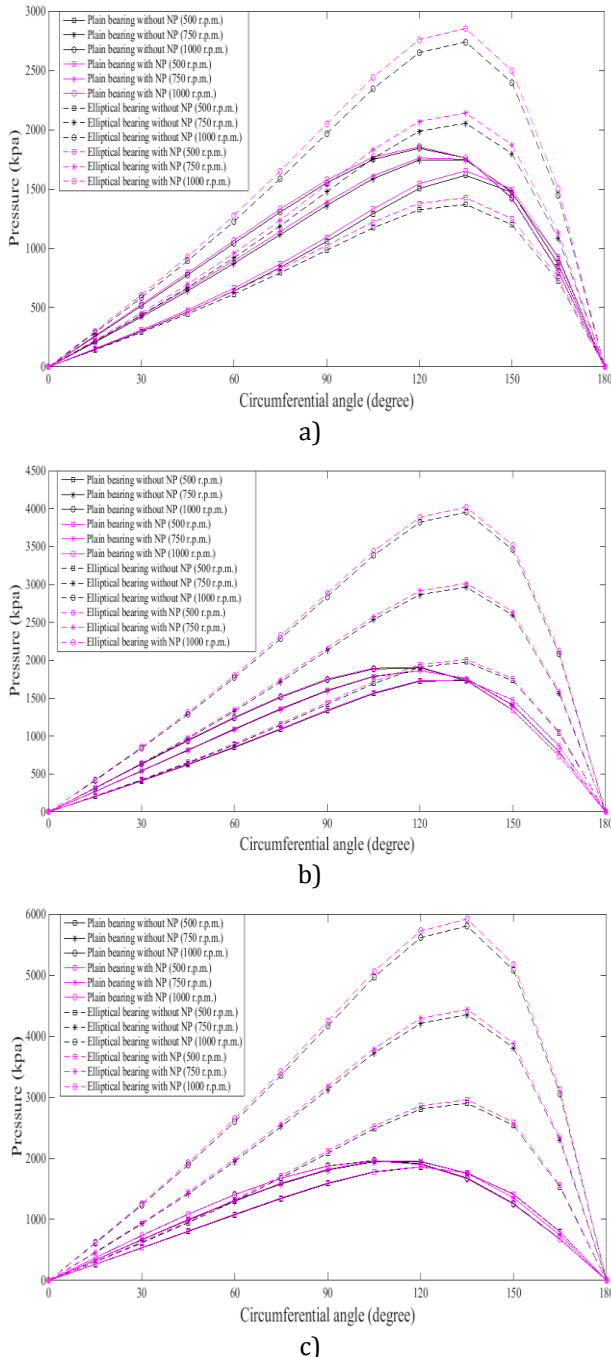 3000
2500
2000
1500
1000
500
0
Pressure (kpa)
Plain bearing without NP (500 r.p.m.)
Plain bearing without NP (750 r.p.m.)
Plain bearing without NP (1000 r.p.m.)
Plain bearing with NP (500 r.p.m.)
Plain bearing with NP (750 r.p.m.)
Plain bearing with NP (1000 r.p.m.)
Elliptical bearing without NP (500 r.p.m.)
Elliptical bearing without NP (750 r.p.m.)
Elliptical bearing without NP (1000 r.p.m.)
Elliptical bearing with NP (500 r.p.m.)
Elliptical bearing with NP (750 r.p.m.)
Elliptical bearing with NP (1000 r.p.m.)
0 30 60 90 120 150 180
Circumferential angle (degree)
a)
4500
4000
3500
3000
2500
2000
1500
1000
500
0
Pressure (kpa)
Plain bearing without NP (500 r.p.m.)
Plain bearing without NP (750 r.p.m.)
Plain bearing without NP (1000 r.p.m.)
Plain bearing with NP (500 r.p.m.)
Plain bearing with NP (750 r.p.m.)
Plain bearing with NP (1000 r.p.m.)
Elliptical bearing without NP (500 r.p.m.)
Elliptical bearing without NP (750 r.p.m.)
Elliptical bearing without NP (1000 r.p.m.)
Elliptical bearing with NP (500 r.p.m.)
Elliptical bearing with NP (750 r.p.m.)
Elliptical bearing with NP (1000 r.p.m.)
0 30 60 90 120 150 180
Circumferential angle (degree)
b)
6000
5000
4000
3000
2000
1000
0
Pressure (kpa)
Plain bearing without NP (500 r.p.m.)
Plain bearing without NP (750 r.p.m.)
Plain bearing without NP (1000 r.p.m.)
Plain bearing with NP (500 r.p.m.)
Plain bearing with NP (750 r.p.m.)
Plain bearing with NP (1000 r.p.m.)
Elliptical bearing without NP (500 r.p.m.)
Elliptical bearing without NP (750 r.p.m.)
Elliptical bearing without NP (1000 r.p.m.)
Elliptical bearing with NP (500 r.p.m.)
Elliptical bearing with NP (750 r.p.m.)
Elliptical bearing with NP (1000 r.p.m.)
0 30 60 90 120 150 180
Circumferential angle (degree)
c)